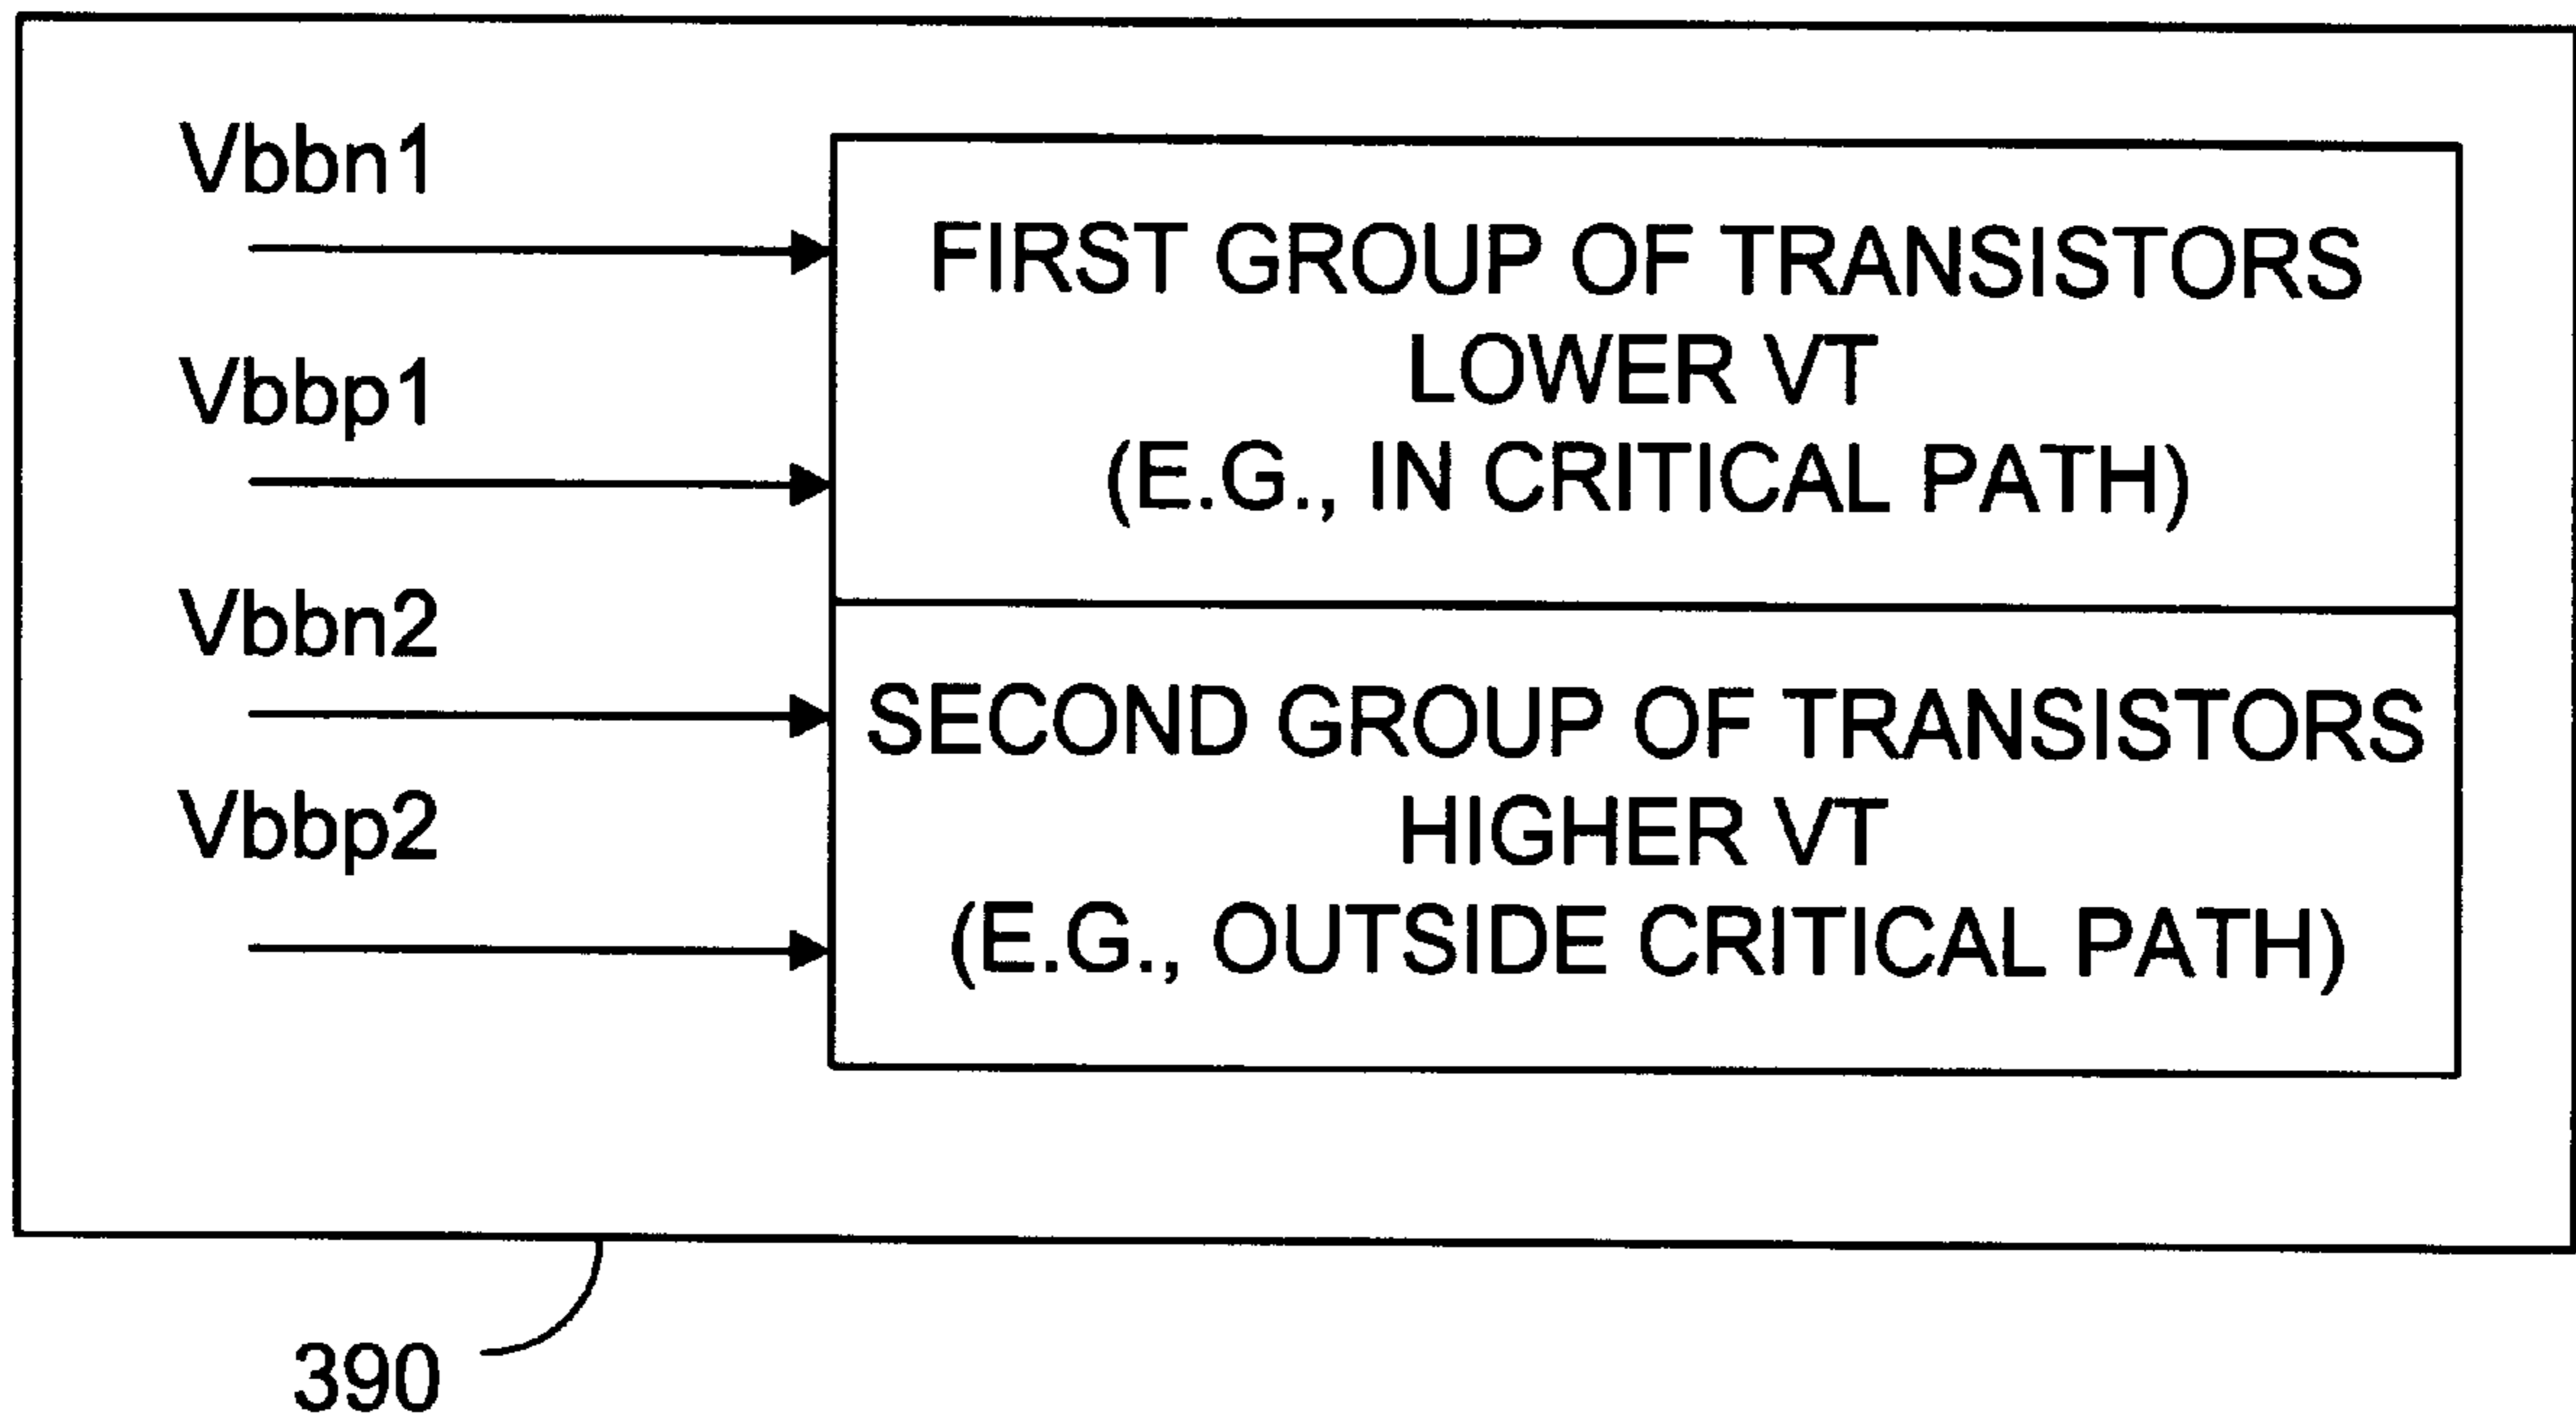 Vbbn1
Vbbp1
Vbbn2
Vbbp2
FIRST GROUP OF TRANSISTORS
LOWER VT
(E.G., IN CRITICAL PATH)
SECOND GROUP OF TRANSISTORS
HIGHER VT
(E.G., OUTSIDE CRITICAL PATH)
390